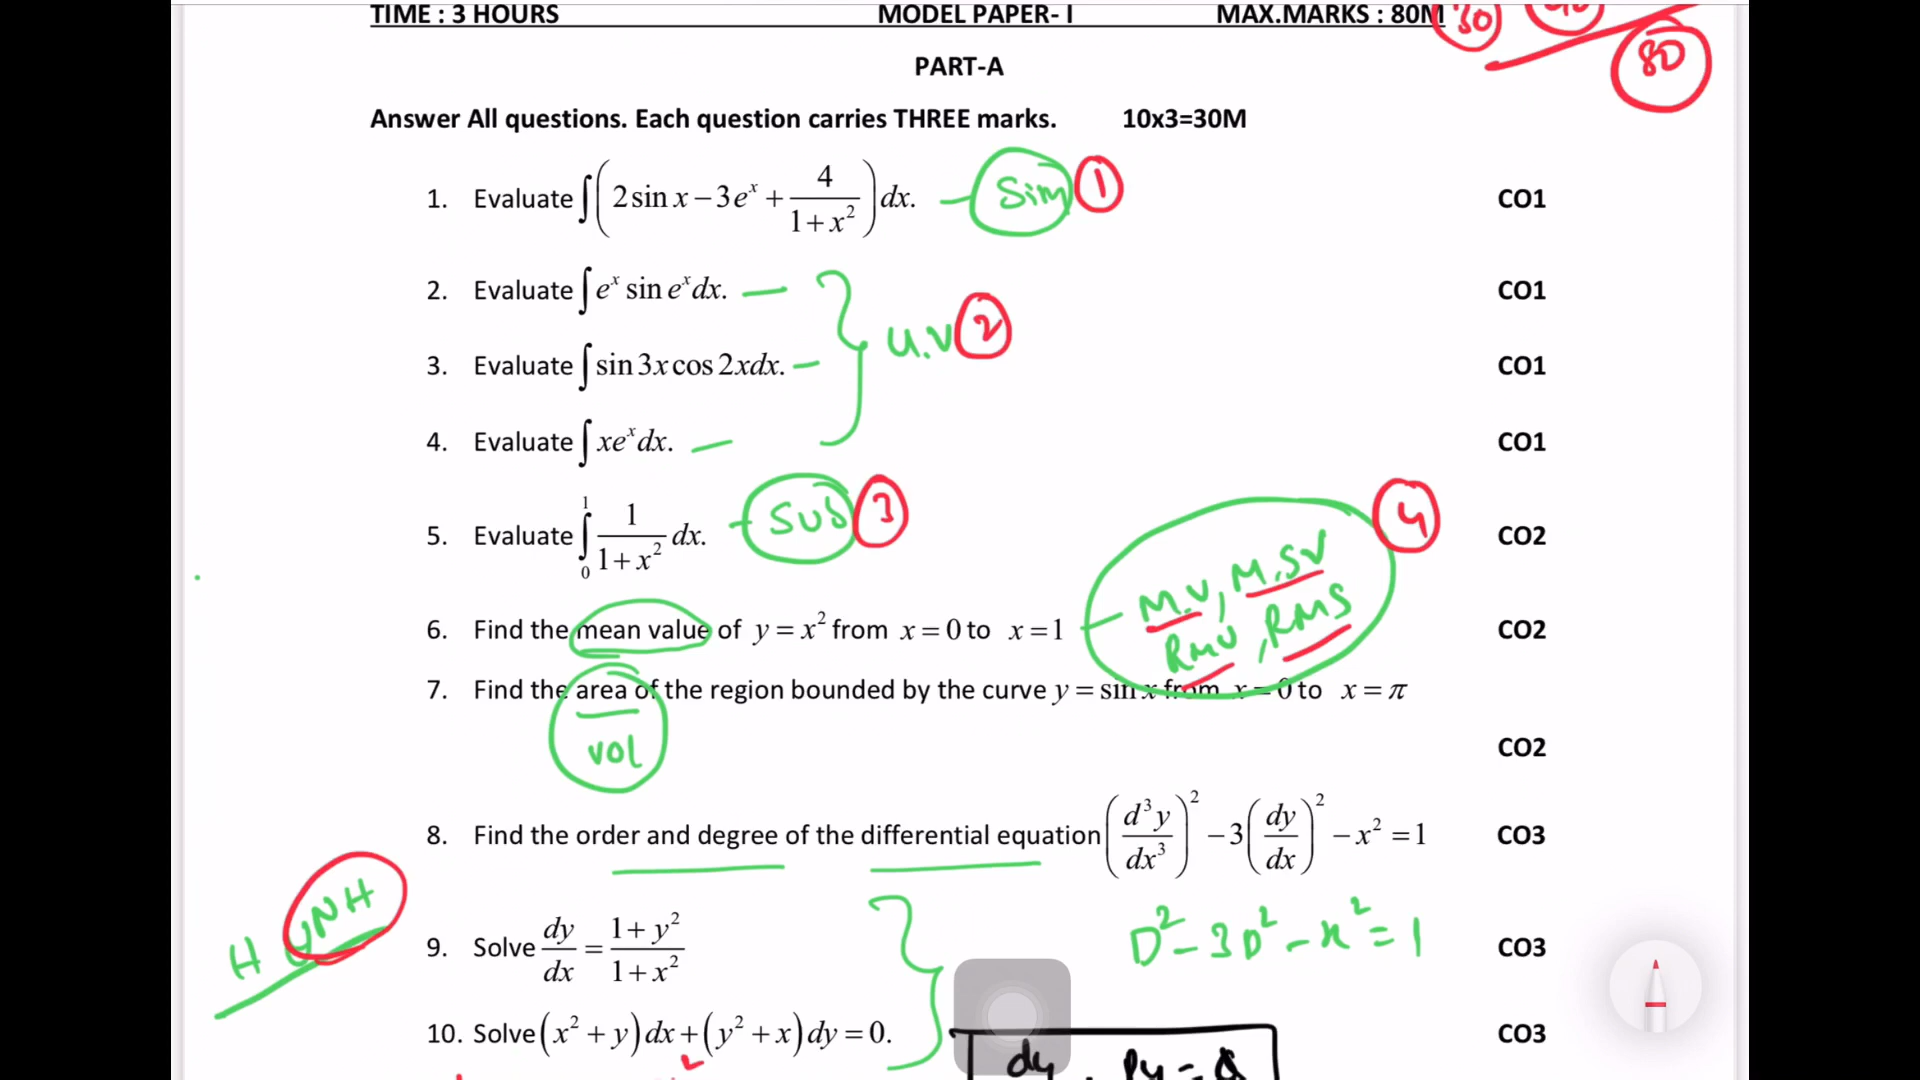 TIME : 3 HOURS MODEL PAPER- I MAX.MARKS : 80M
30
80
PART-A
Answer All questions. Each question carries THREE marks. 10x3=30M
1. Evaluate ∫(2 sin x − 3e^x + 4/(1+x²))dx. Sim 1 CO1
2. Evaluate ∫e^x sin e^x dx. CO1
u.v 2
3. Evaluate ∫sin 3x cos 2x dx. CO1
4. Evaluate ∫xe^x dx. CO1
5. Evaluate ∫₀¹ 1/(1+x²) dx. Sub 3 CO2
4
M.V, M.SV
RMV, RMS
6. Find the mean value of y = x² from x = 0 to x = 1 CO2
7. Find the area of the region bounded by the curve y = sin x from x = 0 to x = π
vol
CO2
8. Find the order and degree of the differential equation (d³y/dx³)² − 3(dy/dx)² − x² = 1 CO3
H NH
D² − 3D² − x² = 1
9. Solve dy/dx = (1+y²)/(1+x²) CO3
10. Solve (x² + y)dx + (y² + x)dy = 0. CO3
2
dy Py = Q